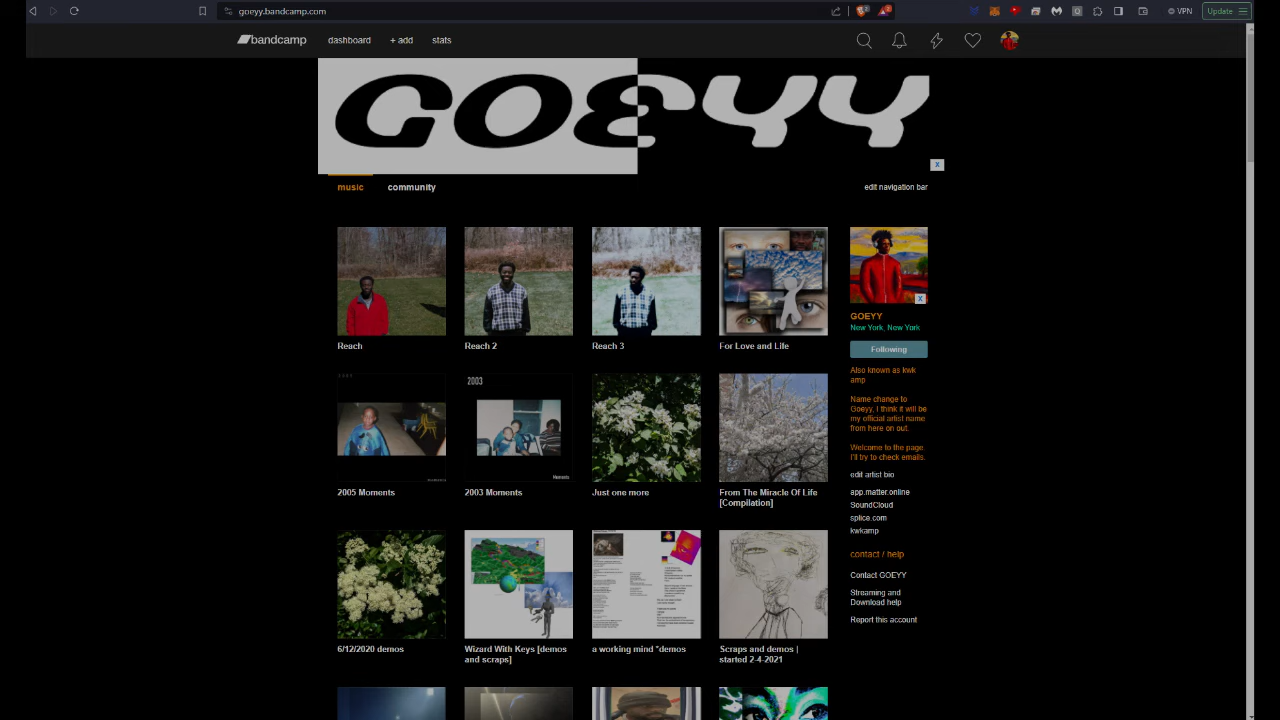 goeyy.bandcamp.com
VPN
Update
bandcamp
dashboard
+ add
stats
GOEYY
X
music
community
edit navigation bar
Reach
Reach 2
Reach 3
For Love and Life
X
GOEYY
New York, New York
Following
Also known as kwk
amp
Name change to
Goeyy, I think it will be
my official artist name
from here on out.
Welcome to the page
I'll try to check emails.
edit artist bio
app.matter.online
SoundCloud
splice.com
kwkamp
contact / help
Contact GOEYY
Streaming and
Download help
Report this account
2003
Moments
2005 Moments
2003 Moments
Just one more
From The Miracle Of Life
[Compilation]
6/12/2020 demos
Wizard With Keys [demos
and scraps]
a working mind "demos
Scraps and demos |
started 2-4-2021